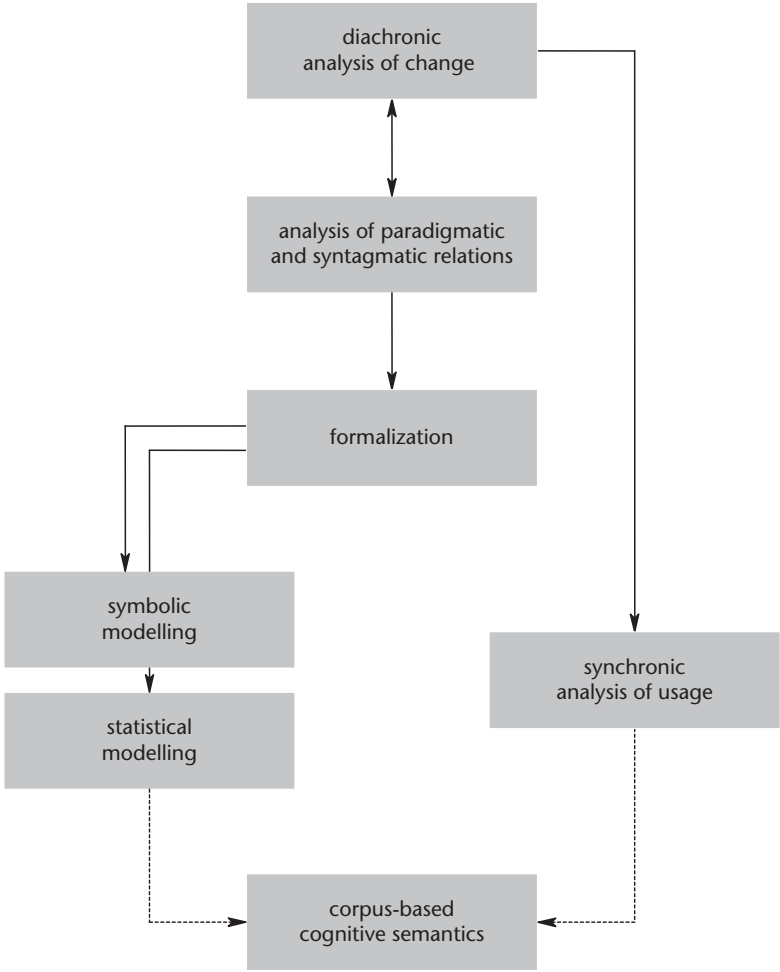 diachronic
analysis of change
analysis of paradigmatic
and syntagmatic relations
formalization
symbolic
modelling
synchronic
analysis of usage
statistical
modelling
corpus-based
cognitive semantics